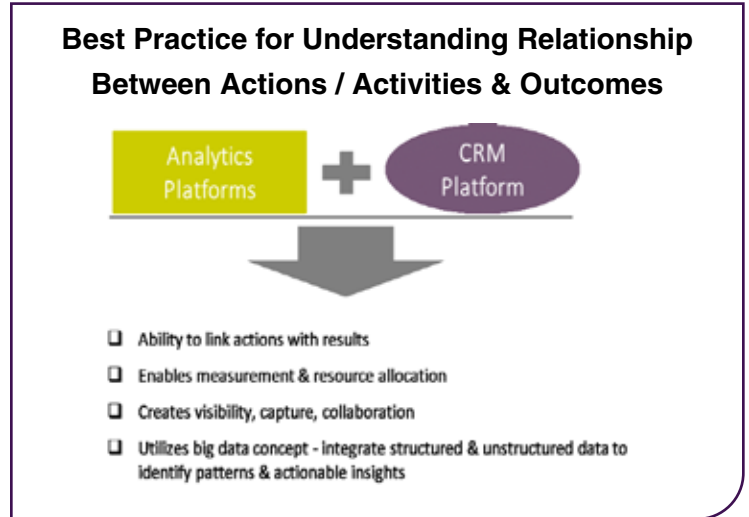 Best Practice for Understanding Relationship
Between Actions / Activities & Outcomes
Analytics
Platforms
CRM
Platform
Ability to link actions with results
Enables measurement & resource allocation
Creates visibility, capture, collaboration
Utilizes big data concept - integrate structured & unstructured data to
identify patterns & actionable insights